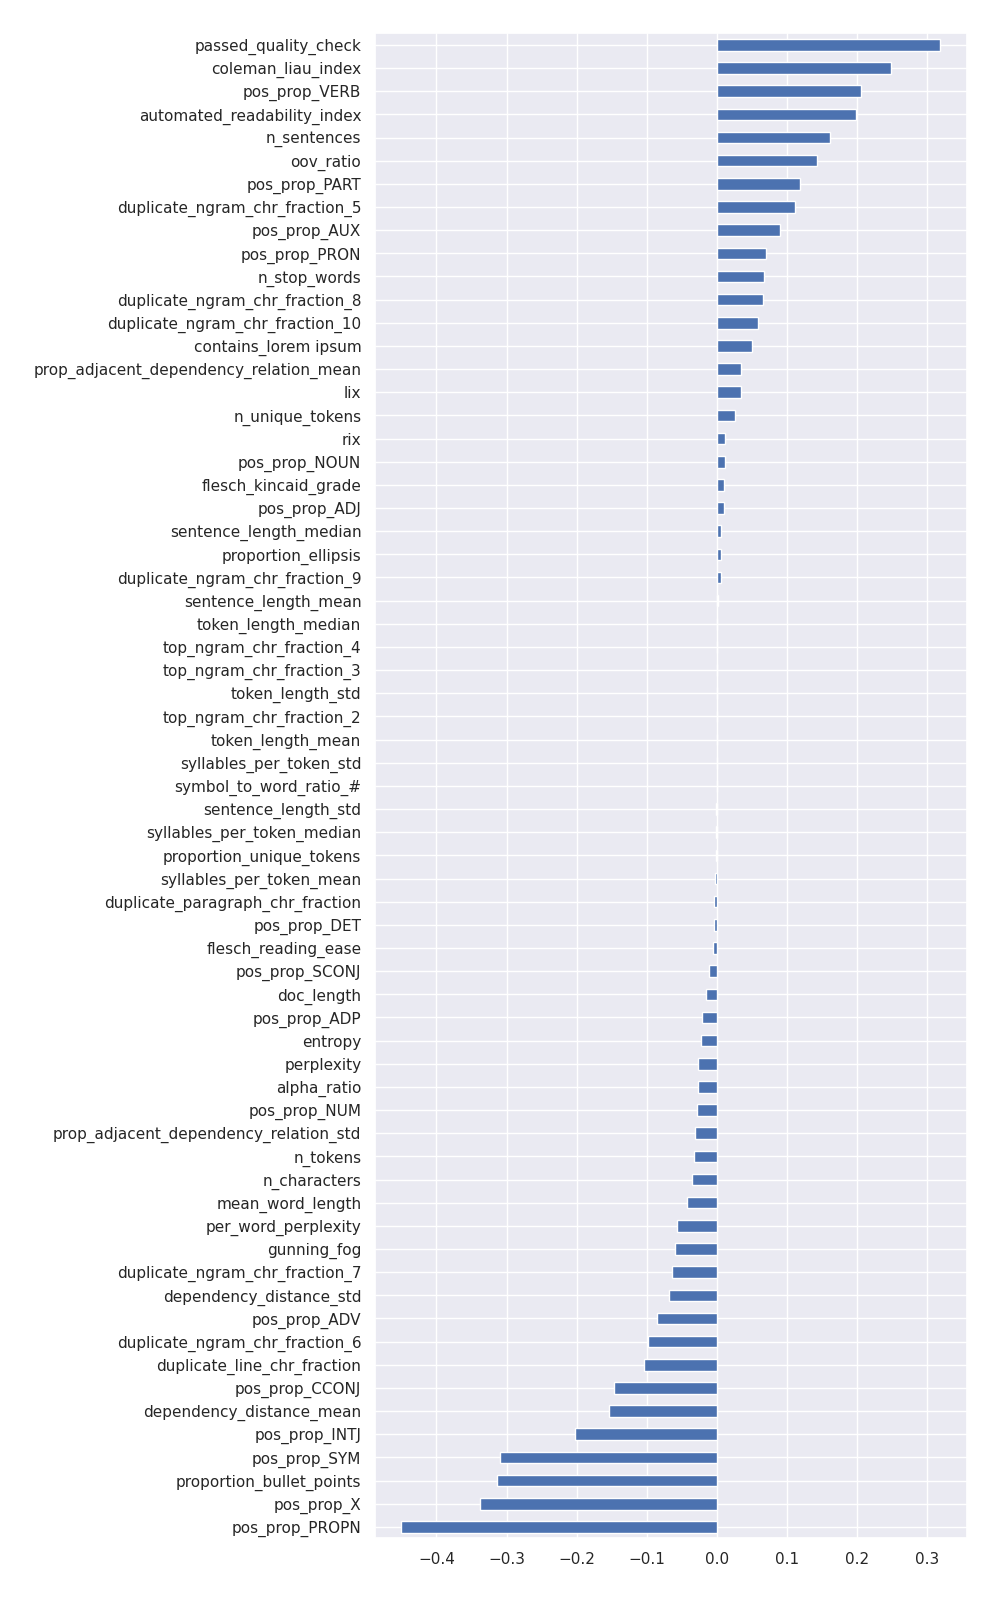 passed_quality_check
coleman_liau_index
pos_prop_VERB
automated_readability_index
n_sentences
oov_ratio
pos_prop_PART
duplicate_ngram_chr_fraction_5
pos_prop_AUX
pos_prop_PRON
n_stop_words
duplicate_ngram_chr_fraction_8
duplicate_ngram_chr_fraction_10
contains_lorem ipsum
prop_adjacent_dependency_relation_mean
lix
n_unique_tokens
rix
pos_prop_NOUN
flesch_kincaid_grade
pos_prop_ADJ
sentence_length_median
proportion_ellipsis
duplicate_ngram_chr_fraction_9
sentence_length_mean
token_length_median
top_ngram_chr_fraction_4
top_ngram_chr_fraction_3
token_length_std
top_ngram_chr_fraction_2
token_length_mean
syllables_per_token_std
symbol_to_word_ratio_#
sentence_length_std
syllables_per_token_median
proportion_unique_tokens
syllables_per_token_mean
duplicate_paragraph_chr_fraction
pos_prop_DET
flesch_reading_ease
pos_prop_SCONJ
doc_length
pos_prop_ADP
entropy
perplexity
alpha_ratio
pos_prop_NUM
prop_adjacent_dependency_relation_std
n_tokens
n_characters
mean_word_length
per_word_perplexity
gunning_fog
duplicate_ngram_chr_fraction_7
dependency_distance_std
pos_prop_ADV
duplicate_ngram_chr_fraction_6
duplicate_line_chr_fraction
pos_prop_CCONJ
dependency_distance_mean
pos_prop_INTJ
pos_prop_SYM
proportion_bullet_points
pos_prop_X
pos_prop_PROPN
−0.4 −0.3 −0.2 −0.1 0.0 0.1 0.2 0.3